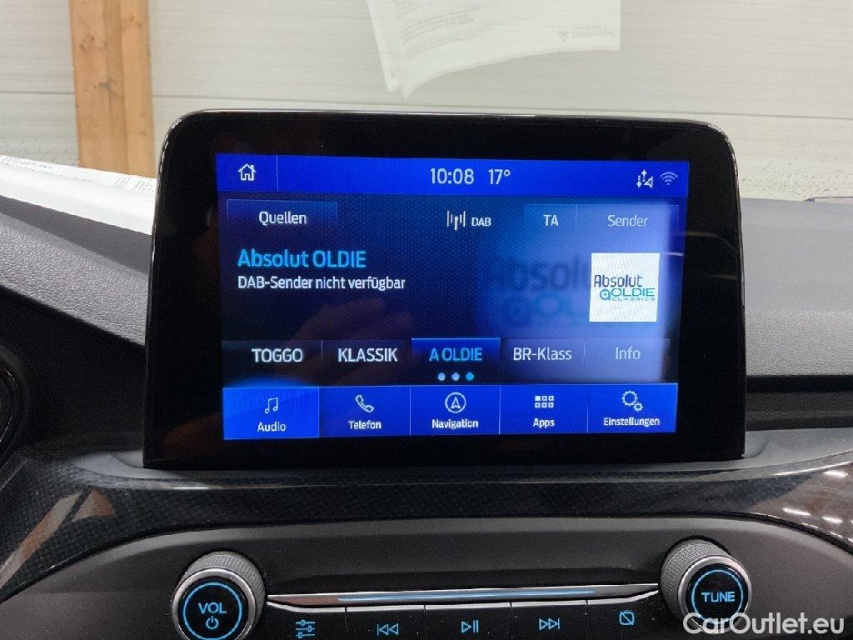 10:08 17°
Quellen DAB TA Sender
Absolut OLDIE
DAB-Sender nicht verfügbar
Absolut
OLDIE
CLASSICS
TOGGO KLASSIK A OLDIE BR-Klass Info
Audio Telefon Navigation Apps Einstellungen
VOL TUNE
CarOutlet.eu